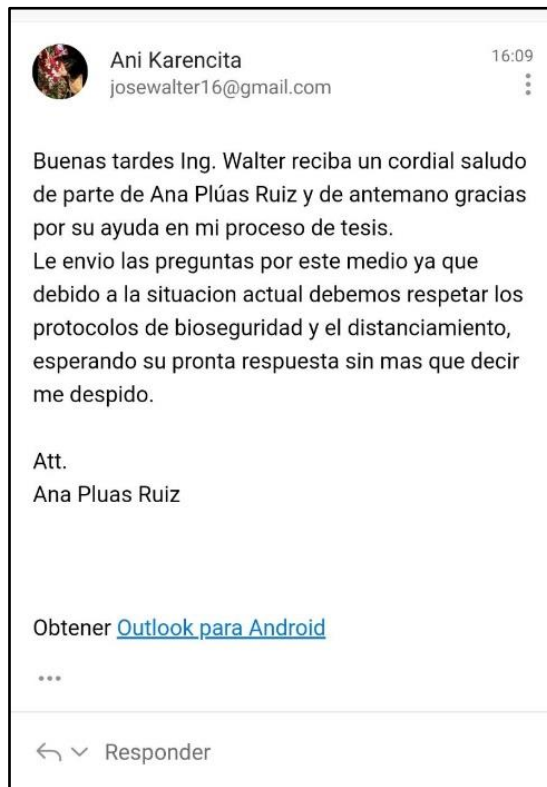 Ani Karencita
16:09
josewalter16@gmail.com
Buenas tardes Ing. Walter reciba un cordial saludo
de parte de Ana Plúas Ruiz y de antemano gracias
por su ayuda en mi proceso de tesis.
Le envio las preguntas por este medio ya que
debido a la situacion actual debemos respetar los
protocolos de bioseguridad y el distanciamiento,
esperando su pronta respuesta sin mas que decir
me despido.
Att.
Ana Pluas Ruiz
Obtener Outlook para Android
Responder